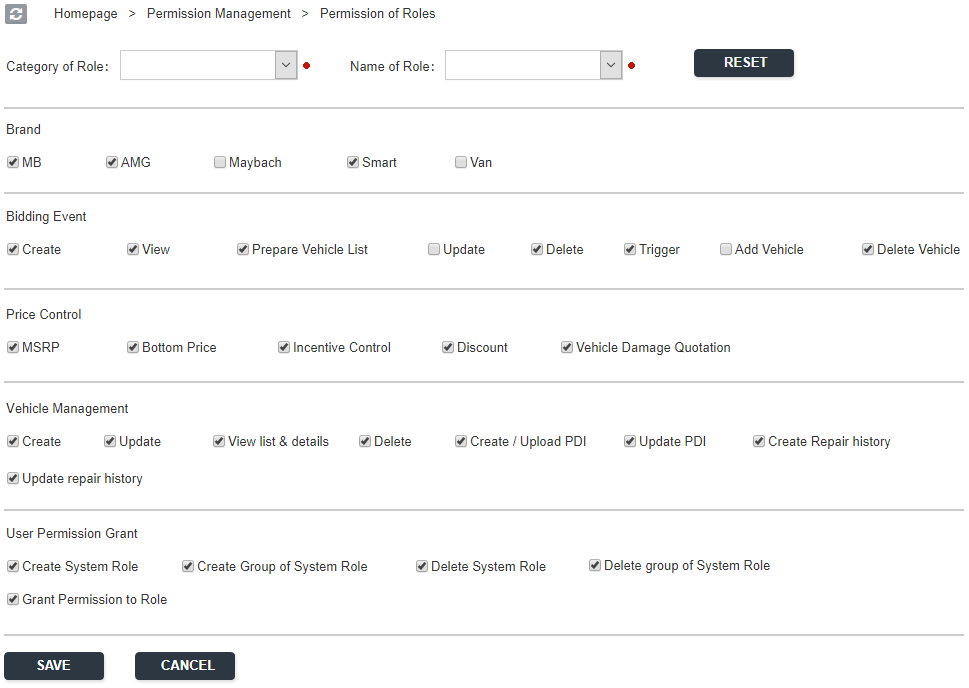 Homepage > Permission Management > Permission of Roles
Category of Role: Name of Role: RESET
Brand
MB AMG Maybach Smart Van
Bidding Event
Create View Prepare Vehicle List Update Delete Trigger Add Vehicle Delete Vehicle
Price Control
MSRP Bottom Price Incentive Control Discount Vehicle Damage Quotation
Vehicle Management
Create Update View list & details Delete Create / Upload PDI Update PDI Create Repair history
Update repair history
User Permission Grant
Create System Role Create Group of System Role Delete System Role Delete group of System Role
Grant Permission to Role
SAVE CANCEL